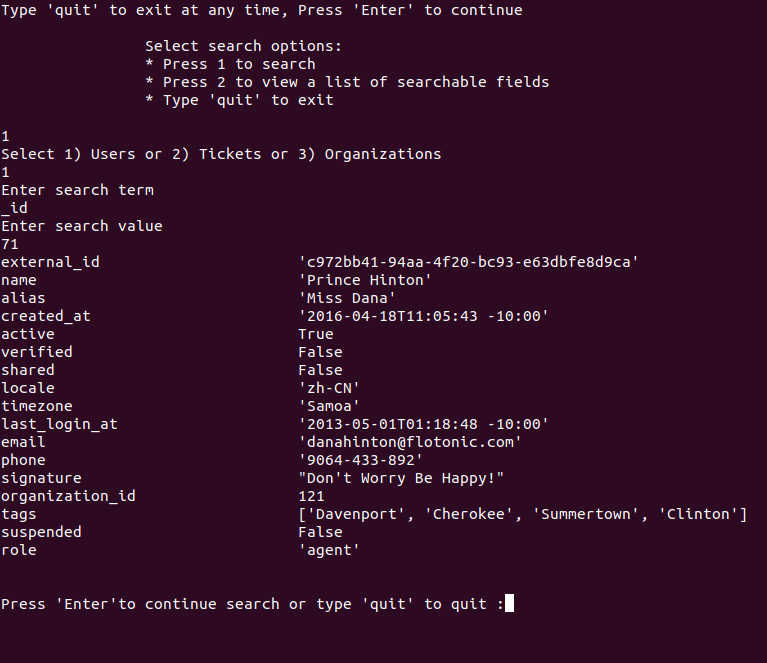 Type 'quit' to exit at any time, Press 'Enter' to continue
Select search options:
* Press 1 to search
* Press 2 to view a list of searchable fields
* Type 'quit' to exit
1
Select 1) Users or 2) Tickets or 3) Organizations
1
Enter search term
_id
Enter search value
71
external_id 'c972bb41-94aa-4f20-bc93-e63dbfe8d9ca'
name 'Prince Hinton'
alias 'Miss Dana'
created_at '2016-04-18T11:05:43 -10:00'
active True
verified False
shared False
locale 'zh-CN'
timezone 'Samoa'
last_login_at '2013-05-01T01:18:48 -10:00'
email 'danahinton@flotonic.com'
phone '9064-433-892'
signature "Don't Worry Be Happy!"
organization_id 121
tags ['Davenport', 'Cherokee', 'Summertown', 'Clinton']
suspended False
role 'agent'
Press 'Enter'to continue search or type 'quit' to quit :